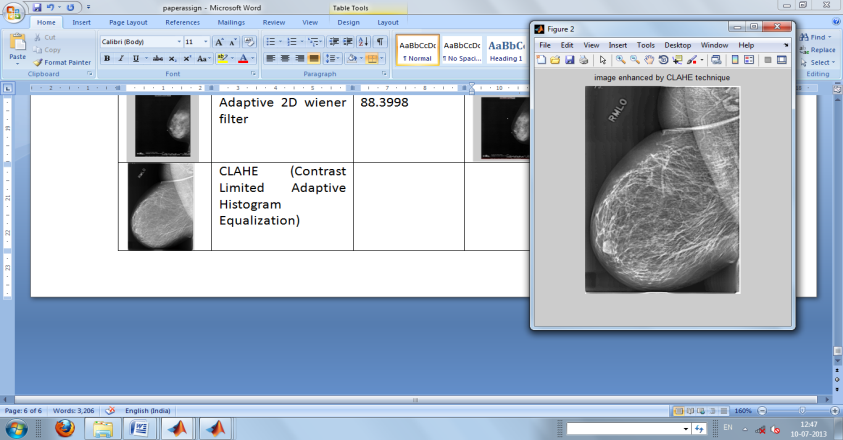 paperassign - Microsoft Word
Table Tools
Home Insert Page Layout References Mailings Review View Design Layout
Paste
Cut
Copy
Format Painter
Clipboard
Calibri (Body) 11
Font
Paragraph
AaBbCcDc AaBbCcDc AaBbC
¶ Normal ¶ No Spaci... Heading 1
Find
Replace
Select
Editing
Adaptive 2D wiener
filter
88.3998
CLAHE (Contrast
Limited Adaptive
Histogram
Equalization)
Figure 2
File Edit View Insert Tools Desktop Window Help
image enhanced by CLAHE technique
RMLO
Page: 6 of 6 Words: 3,206 English (India) 160%
EN
12:47
19-07-2013